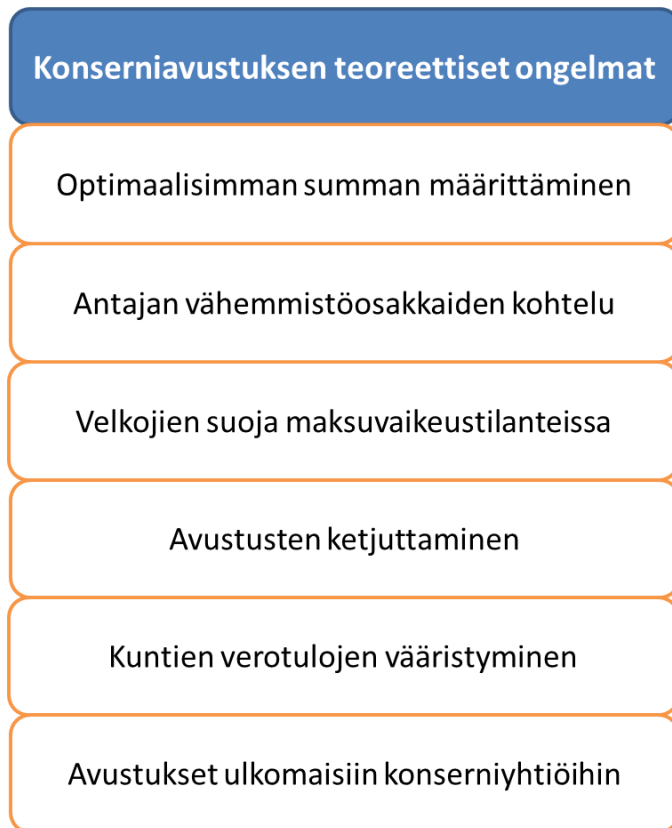 Konserniavustuksen teoreettiset ongelmat
Optimaalisimman summan määrittäminen
Antajan vähemmistöosakkaiden kohtelu
Velkojien suoja maksuvaikeustilanteissa
Avustusten ketjuttaminen
Kuntien verotulojen vääristyminen
Avustukset ulkomaisiin konserniyhtiöihin